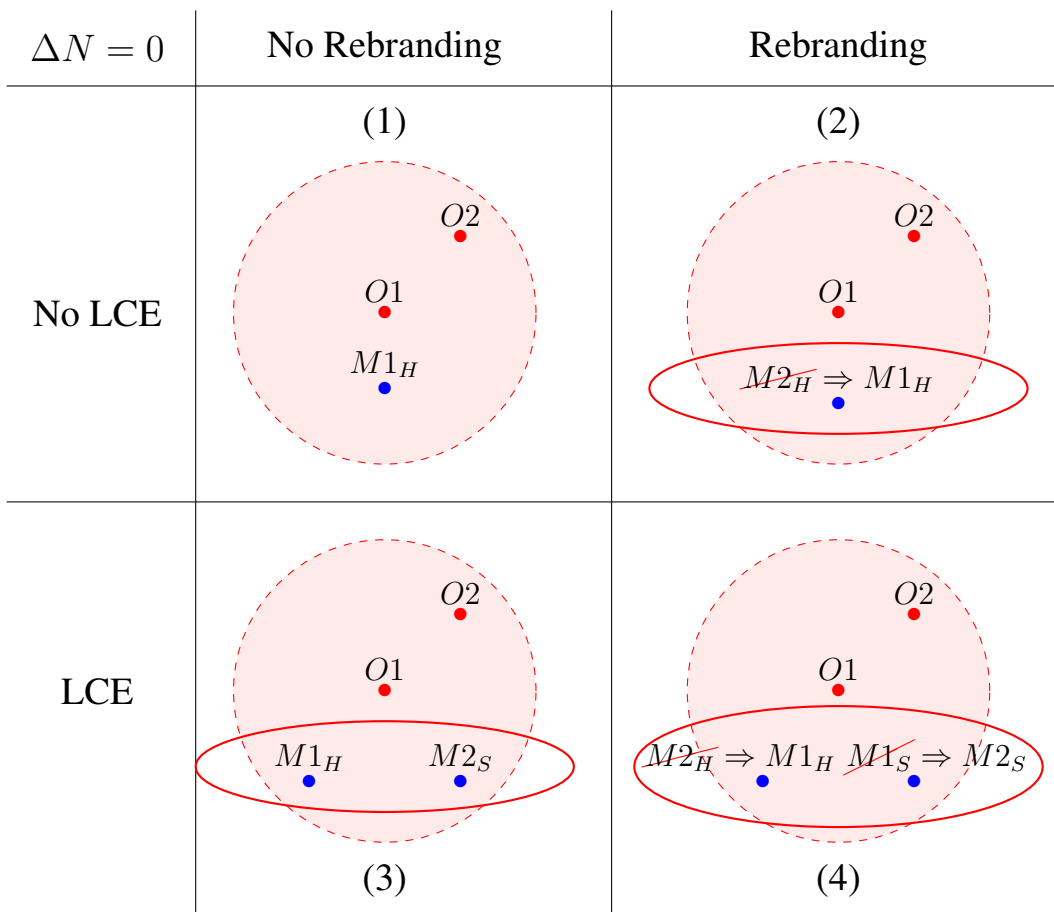 ΔN = 0 No Rebranding Rebranding
(1) (2)
O2 O2
No LCE O1 O1
M1_H M2_H ⇒ M1_H
O2 O2
LCE O1 O1
M1_H M2_S M2_H ⇒ M1_H M1_S ⇒ M2_S
(3) (4)